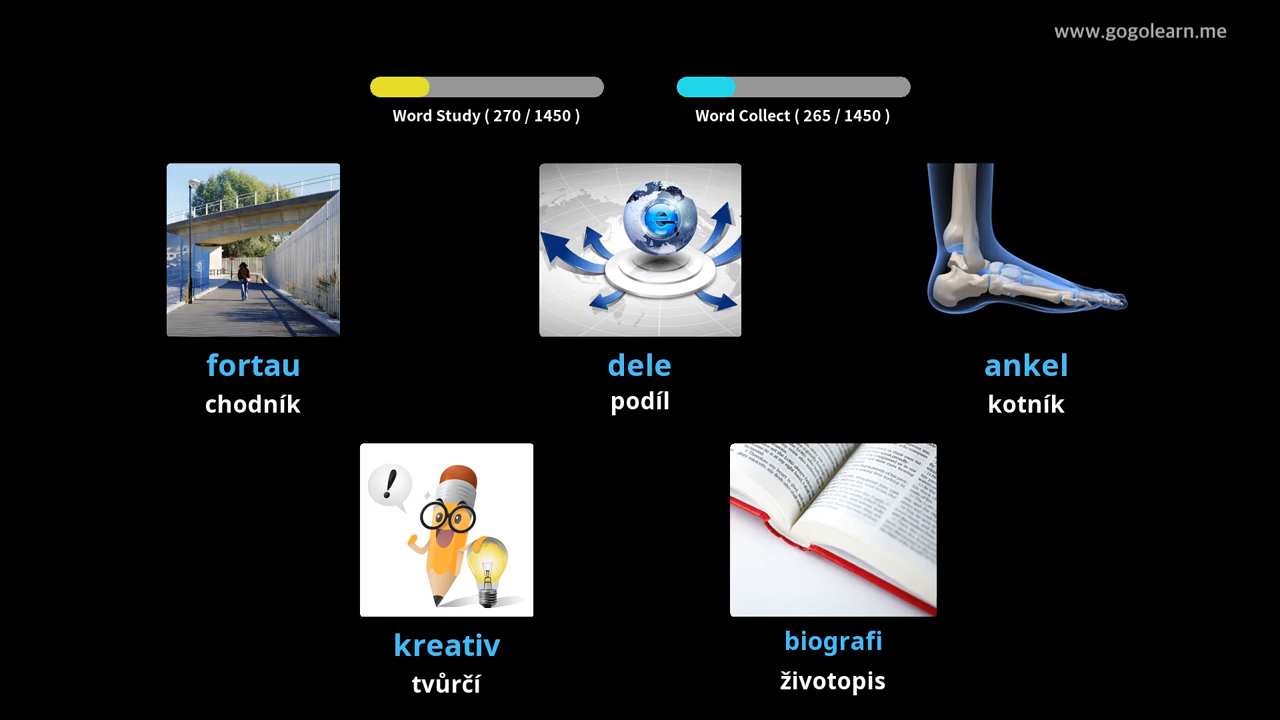 www.gogolearn.me
Word Study ( 270 / 1450 )
Word Collect ( 265 / 1450 )
e
fortau
dele
ankel
chodník
podíl
kotník
!
kreativ
biografi
tvůrčí
životopis